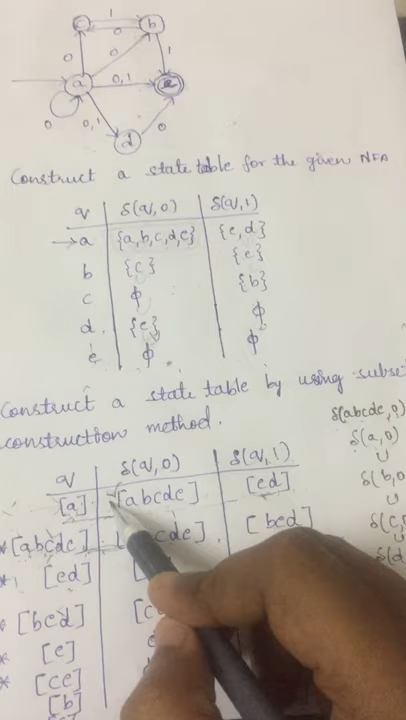 1
c
0
b
0
0
1
a
0,1
e
0
0,1
0
d
Construct a state table for the given NFA
q δ(q,0) δ(q,1)
→a {a,b,c,d,e} {e,d}
b {c} {e}
c ϕ {b}
d. {e} ϕ
e ϕ ϕ
Construct a state table by using subse
construction method.
δ(abcde,0)
δ(a,0)
∪
δ(b,0
∪
δ(c,
∪
δ(d,
q δ(q,0) δ(q,1)
[a] [abcde] [ed]
*[abcde] cde] [bed]
* [ed] [
* [bed] [c
* [e]
* [ce]
[b]